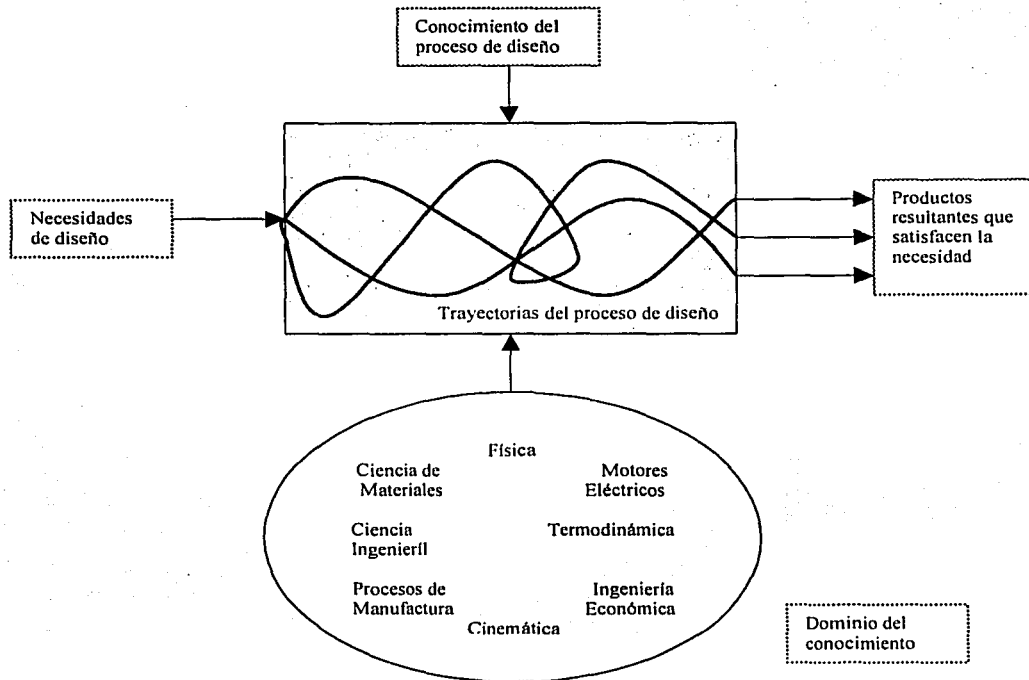 Conocimiento del
proceso de diseño
Necesidades
de diseño
Productos
resultantes que
satisfacen la
necesidad
Trayectorias del proceso de diseño
Física
Ciencia de
Materiales
Motores
Eléctricos
Ciencia
Ingenieríl
Termodinámica
Procesos de
Manufactura
Ingeniería
Económica
Cinemática
Dominio del
conocimiento